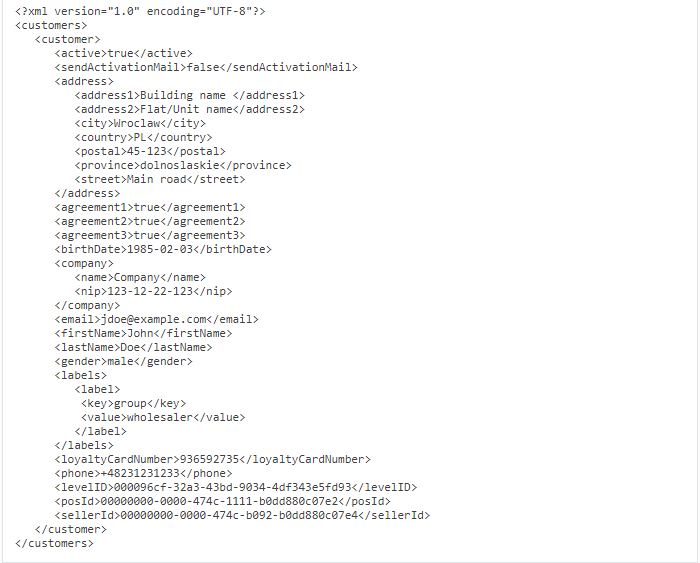 <?xml version="1.0" encoding="UTF-8"?>
<customers>
<customer>
<active>true</active>
<sendActivationMail>false</sendActivationMail>
<address>
<address1>Building name </address1>
<address2>Flat/Unit name</address2>
<city>Wroclaw</city>
<country>PL</country>
<postal>45-123</postal>
<province>dolnoslaskie</province>
<street>Main road</street>
</address>
<agreement1>true</agreement1>
<agreement2>true</agreement2>
<agreement3>true</agreement3>
<birthDate>1985-02-03</birthDate>
<company>
<name>Company</name>
<nip>123-12-22-123</nip>
</company>
<email>jdoe@example.com</email>
<firstName>John</firstName>
<lastName>Doe</lastName>
<gender>male</gender>
<labels>
<label>
<key>group</key>
<value>wholesaler</value>
</label>
</labels>
<loyaltyCardNumber>936592735</loyaltyCardNumber>
<phone>+48231231233</phone>
<levelID>000096cf-32a3-43bd-9034-4df343e5fd93</levelID>
<posId>00000000-0000-474c-1111-b0dd880c07e2</posId>
<sellerId>00000000-0000-474c-b092-b0dd880c07e4</sellerId>
</customer>
</customers>